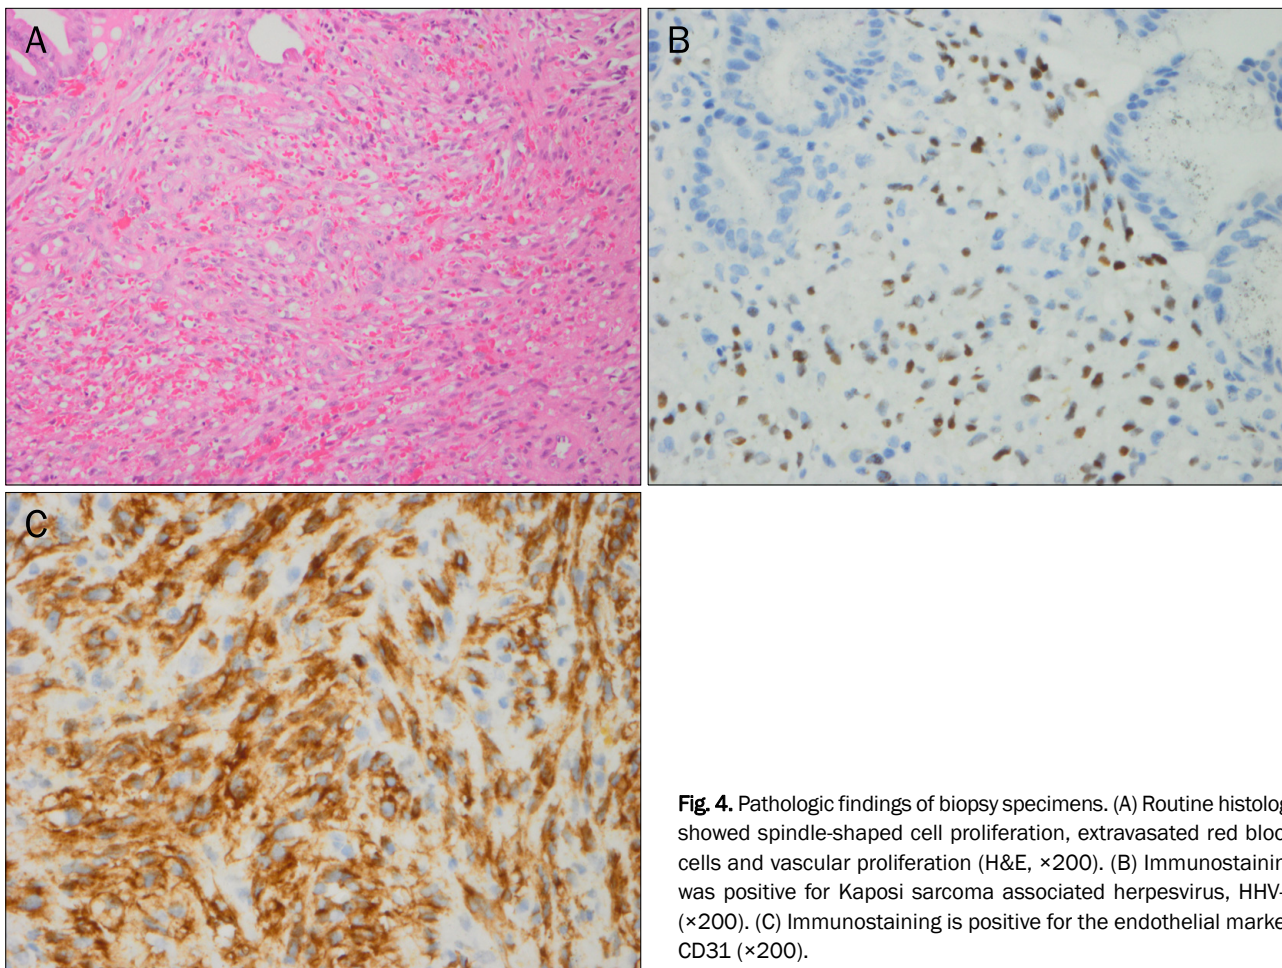 A
B
C
Fig. 4. Pathologic findings of biopsy specimens. (A) Routine histolog
showed spindle-shaped cell proliferation, extravasated red bloo
cells and vascular proliferation (H&E, ×200). (B) Immunostainin
was positive for Kaposi sarcoma associated herpesvirus, HHV-
(×200). (C) Immunostaining is positive for the endothelial marke
CD31 (×200).